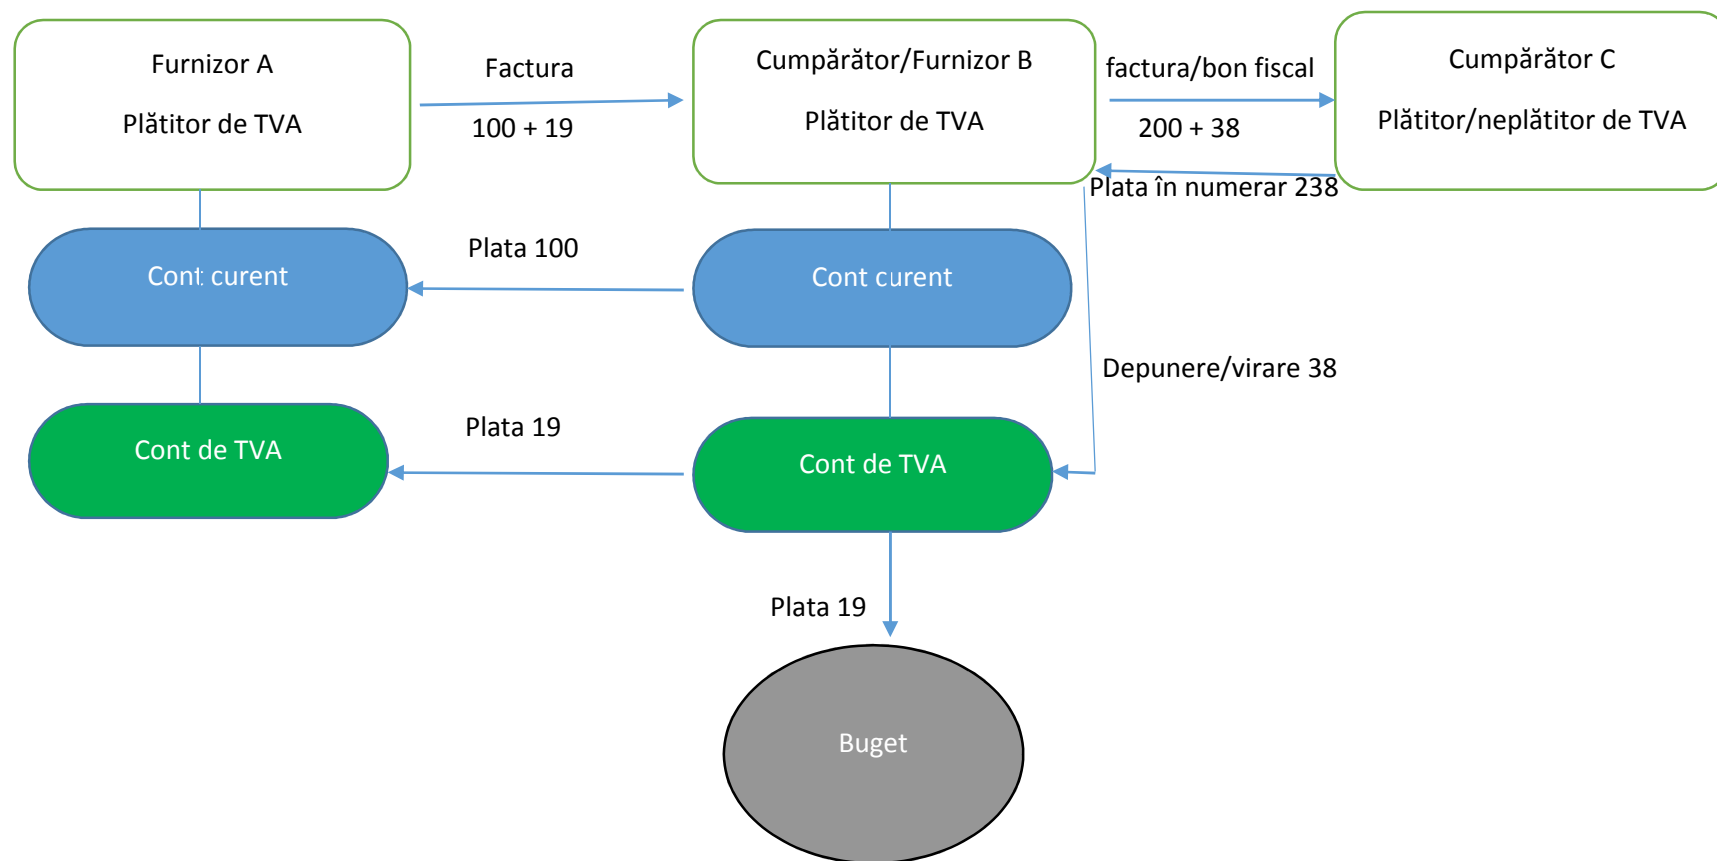 Furnizor A
Plătitor de TVA
Factura
100 + 19
Cumpărător/Furnizor B
Plătitor de TVA
factura/bon fiscal
200 + 38
Cumpărător C
Plătitor/neplătitor de TVA
Plata în numerar 238
Cont curent
Plata 100
Cont curent
Depunere/virare 38
Cont de TVA
Plata 19
Cont de TVA
Plata 19
Buget